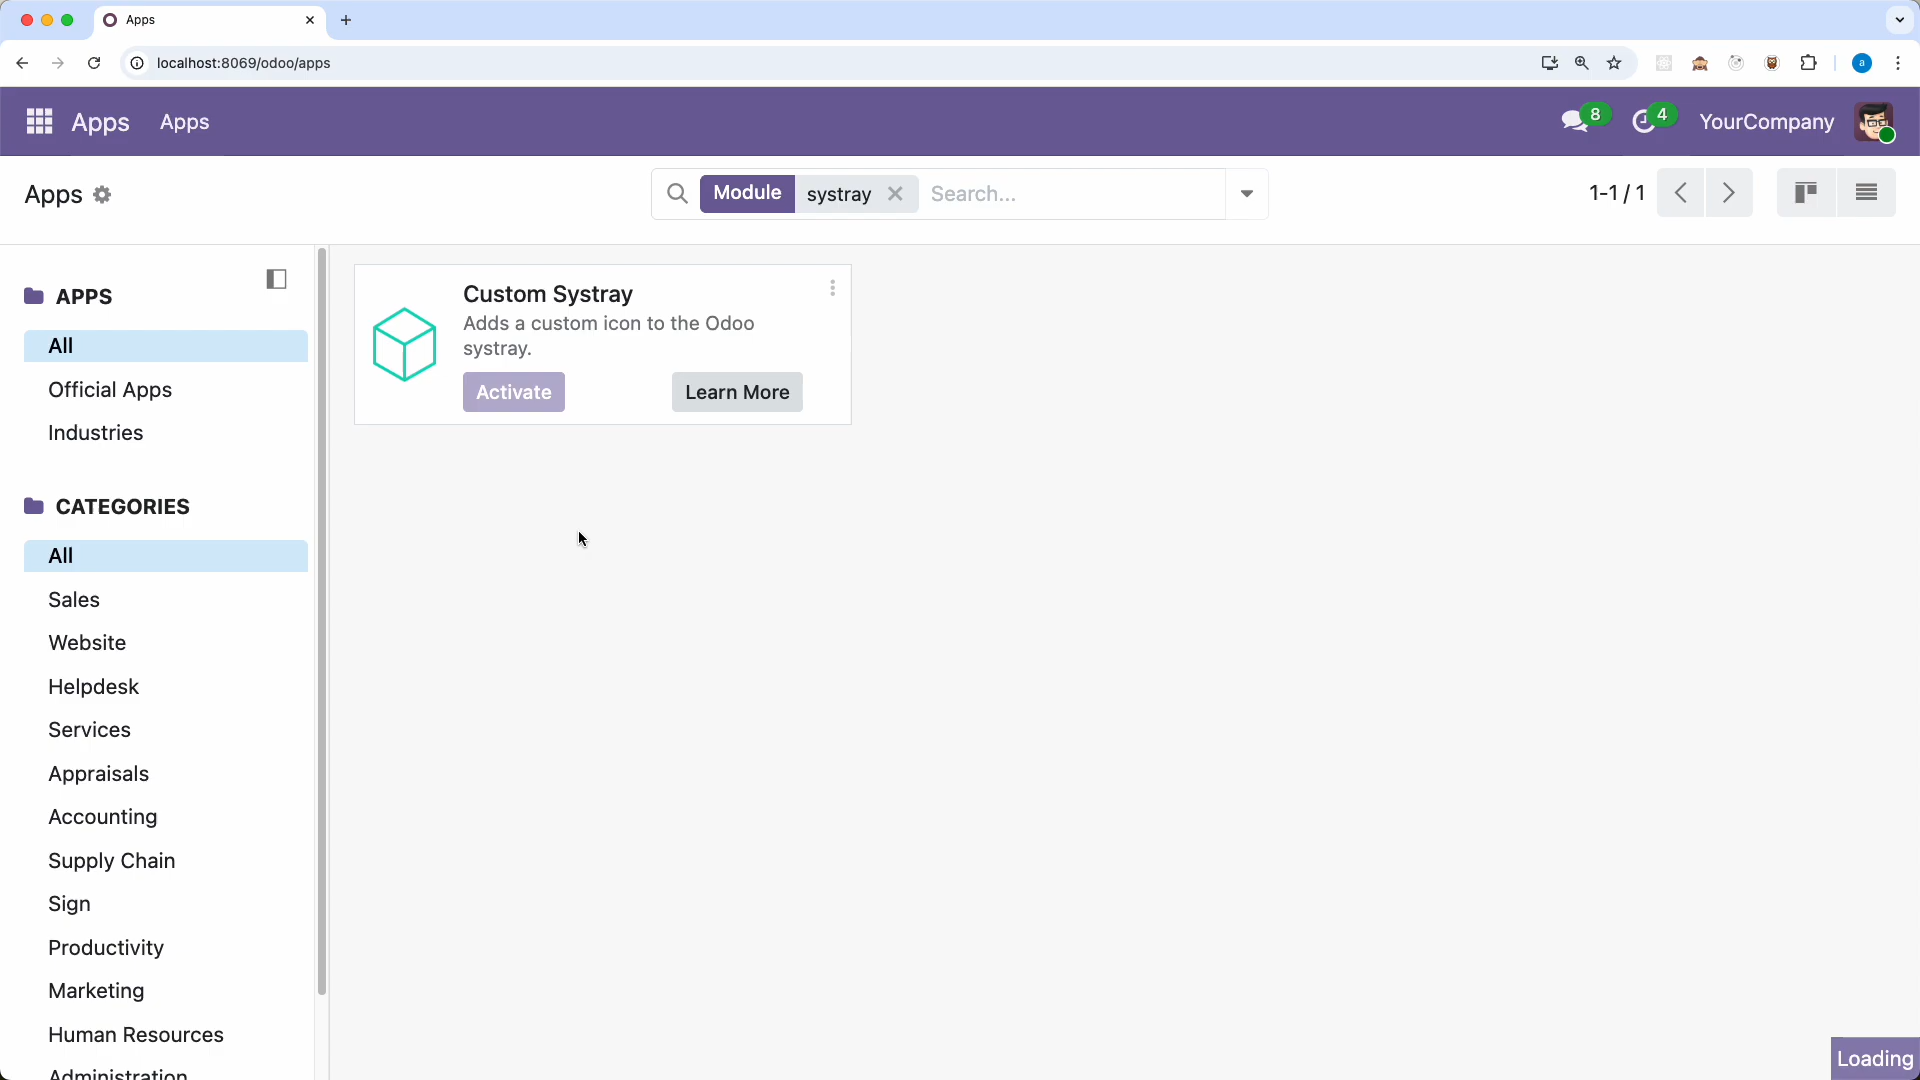 Apps
localhost:8069/odoo/apps
a
Apps
Apps
8
4
YourCompany
Apps
Module
systray
Search...
1-1 / 1
APPS
All
Official Apps
Industries
CATEGORIES
All
Sales
Website
Helpdesk
Services
Appraisals
Accounting
Supply Chain
Sign
Productivity
Marketing
Human Resources
Administration
Custom Systray
Adds a custom icon to the Odoo
systray.
Activate
Learn More
Loading